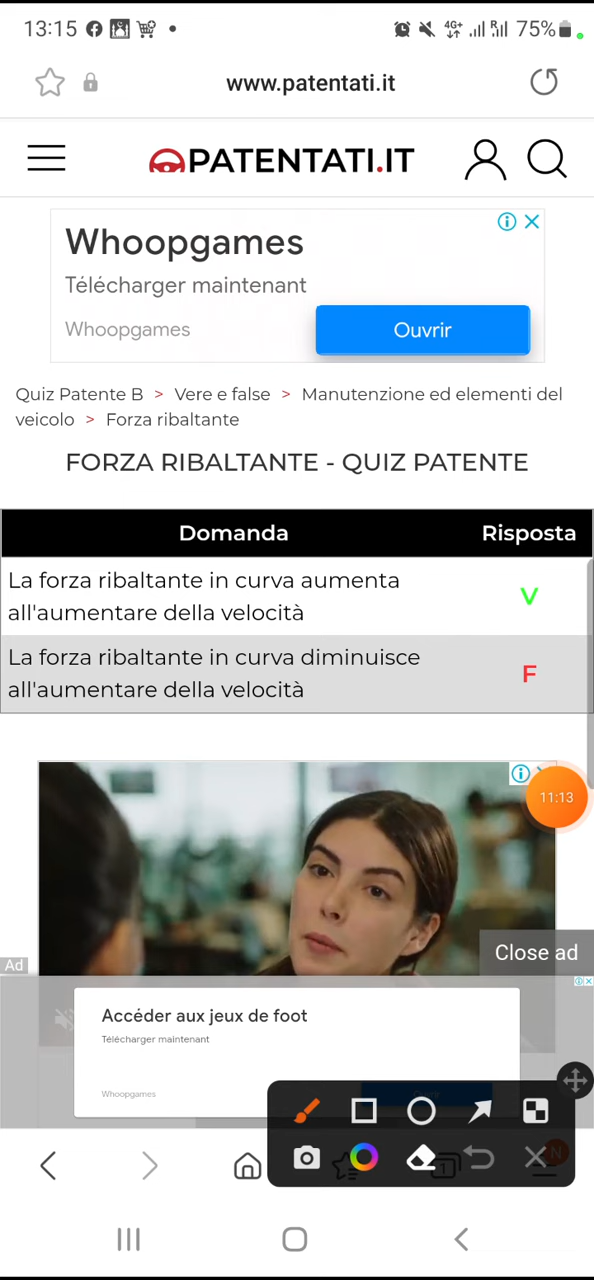 13:15
4G+
R
75%
www.patentati.it
PATENTATI.IT
Whoopgames
Télécharger maintenant
Whoopgames
Ouvrir
Quiz Patente B > Vere e false > Manutenzione ed elementi del
veicolo > Forza ribaltante
FORZA RIBALTANTE - QUIZ PATENTE
Domanda Risposta
La forza ribaltante in curva aumenta
all'aumentare della velocità
V
La forza ribaltante in curva diminuisce
all'aumentare della velocità
F
11:13
Close ad
Ad
Accéder aux jeux de foot
Télécharger maintenant
Whoopgames
1
N